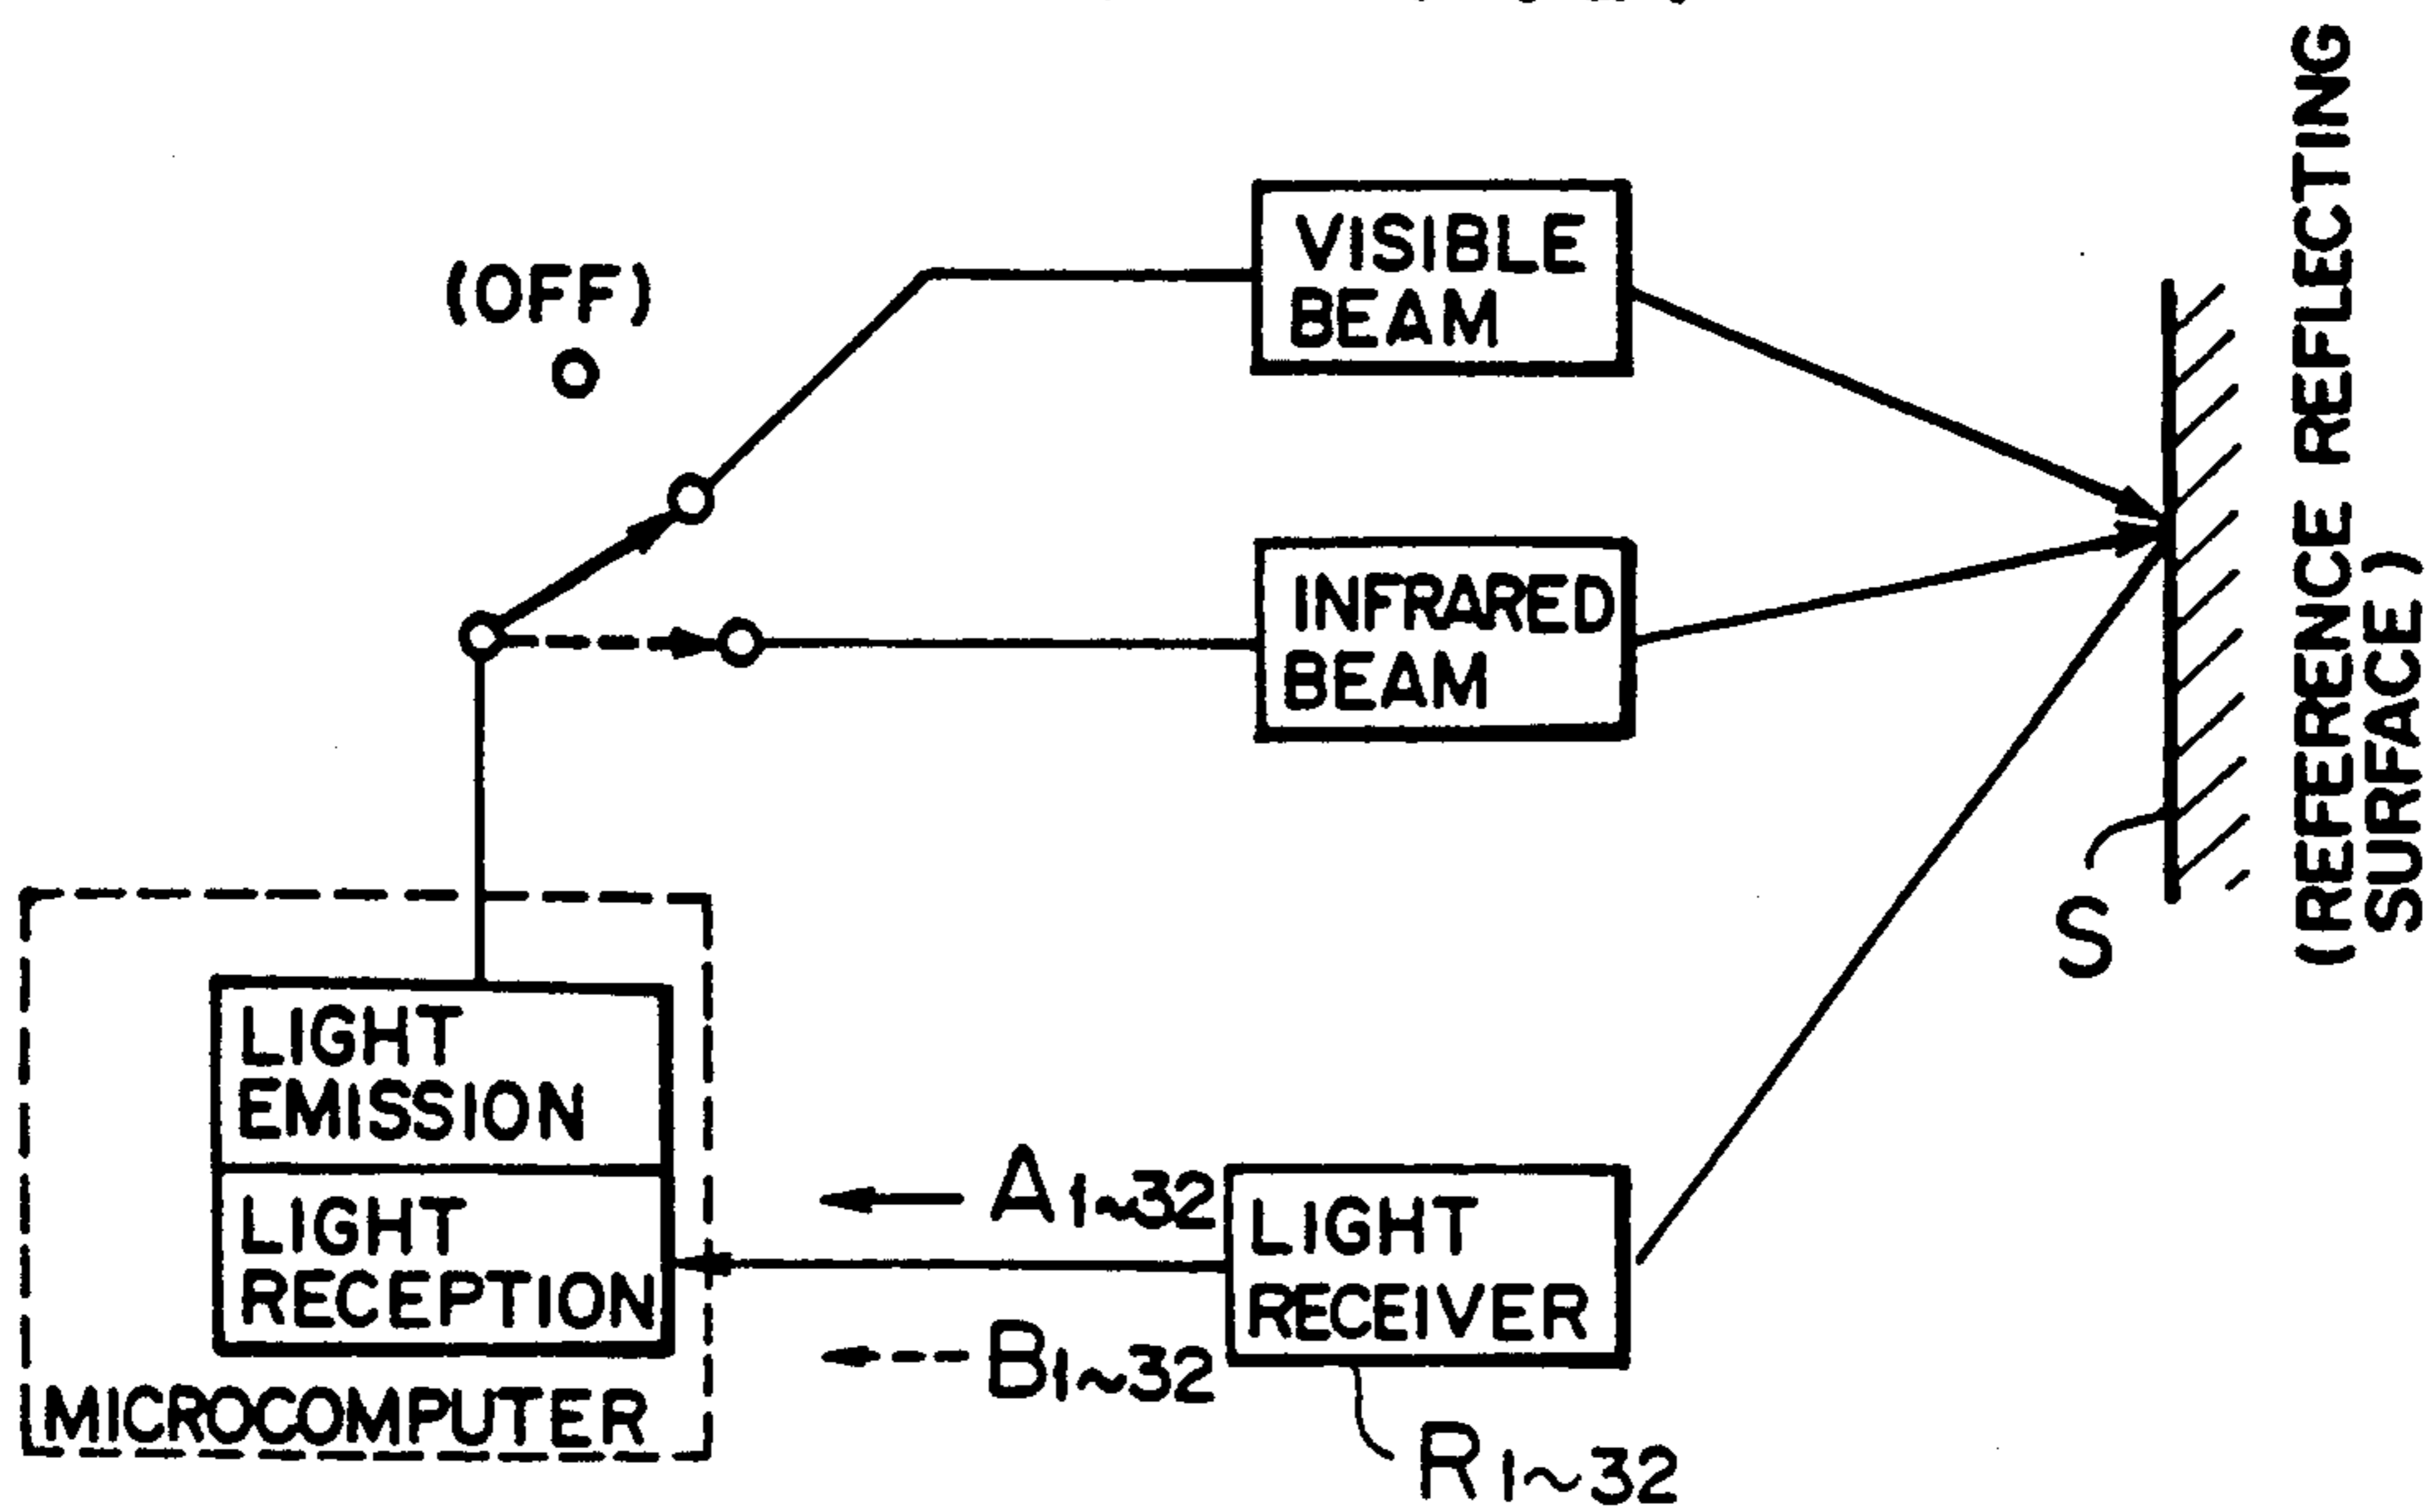 (OFF)
VISIBLE
BEAM
INFRARED
BEAM
(REFERENCE REFLECTING
SURFACE)
S
LIGHT
EMISSION
LIGHT
RECEPTION
MICROCOMPUTER
A1~32
B1~32
LIGHT
RECEIVER
R1~32